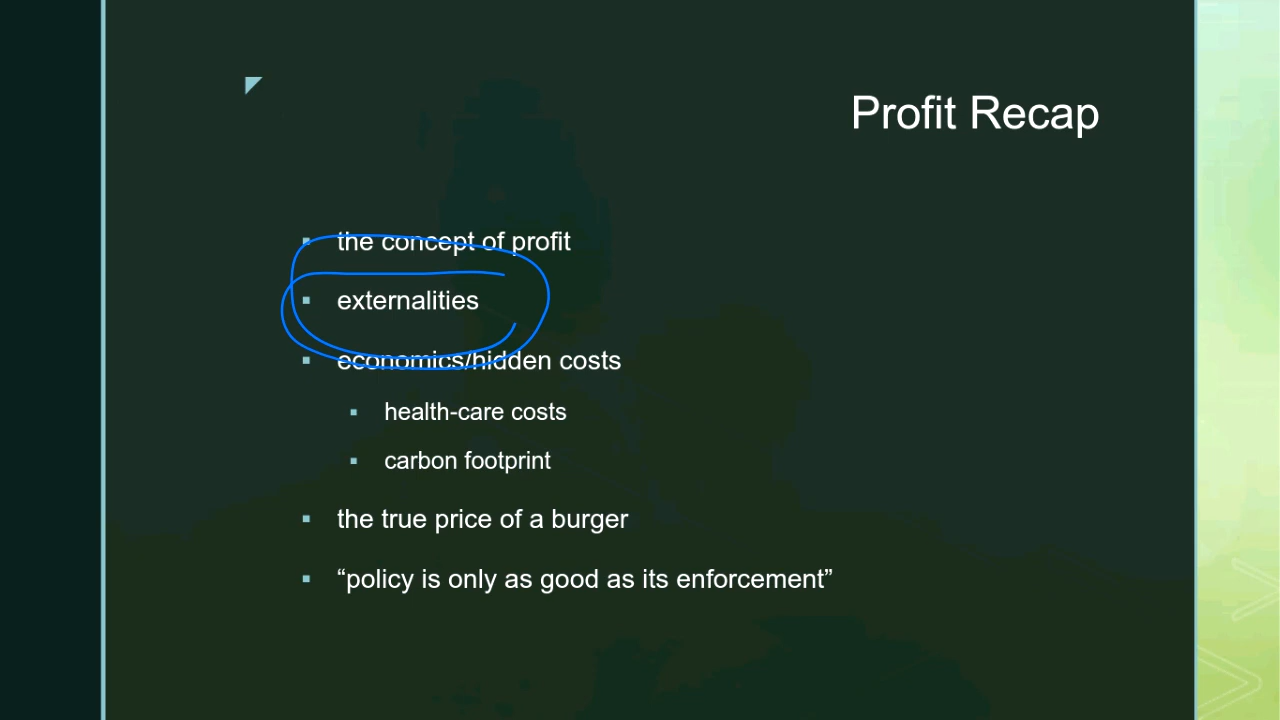 Profit Recap
the concept of profit
externalities
economics/hidden costs
health-care costs
carbon footprint
the true price of a burger
“policy is only as good as its enforcement”